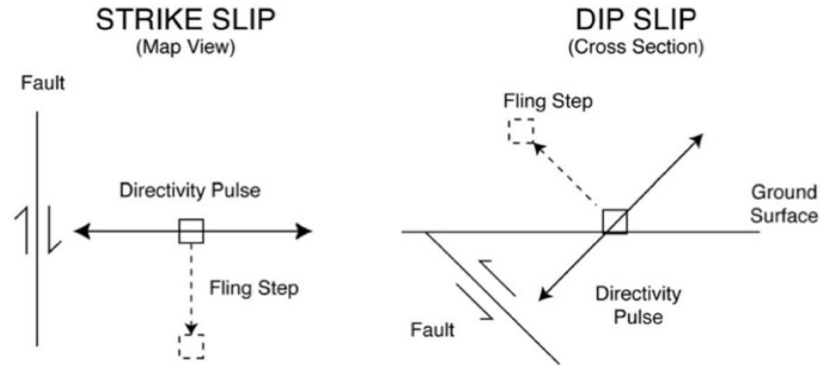 STRIKE SLIP
(Map View)
Fault
Directivity Pulse
Fling Step
DIP SLIP
(Cross Section)
Fling Step
Ground
Surface
Directivity
Pulse
Fault